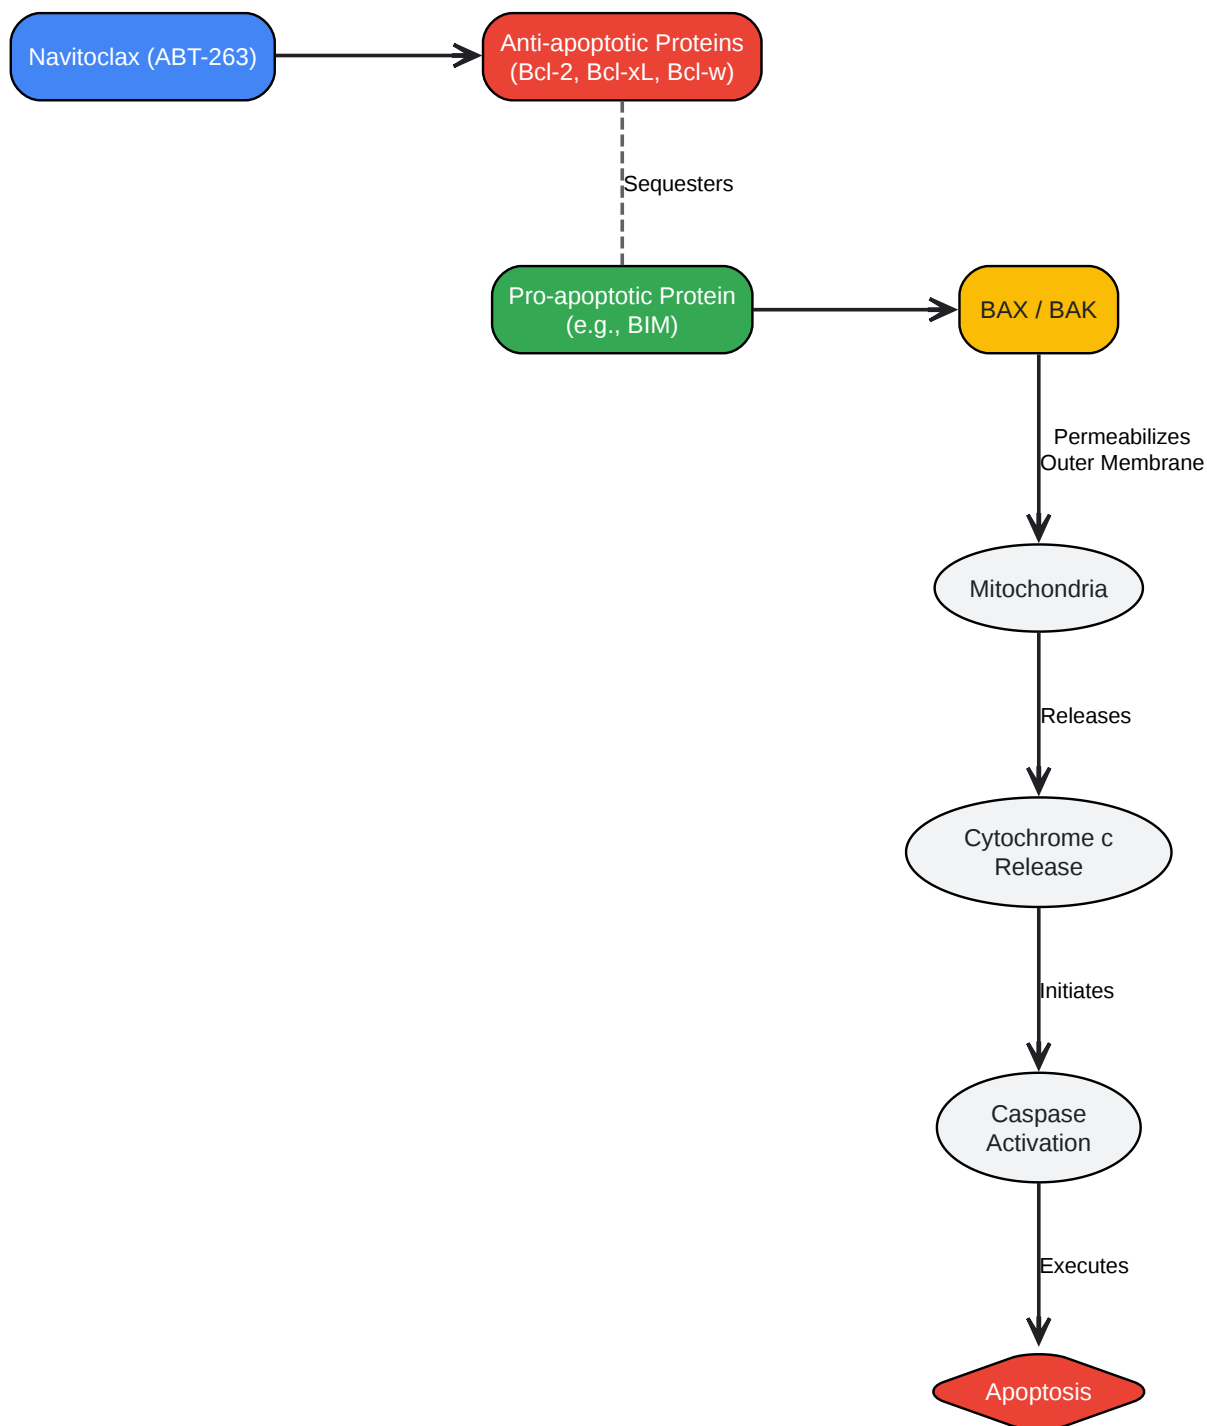 Navitoclax (ABT-263)
Anti-apoptotic Proteins
(Bcl-2, Bcl-xL, Bcl-w)
Sequesters
Pro-apoptotic Protein
(e.g., BIM)
BAX / BAK
Permeabilizes
Outer Membrane
Mitochondria
Releases
Cytochrome c
Release
Initiates
Caspase
Activation
Executes
Apoptosis